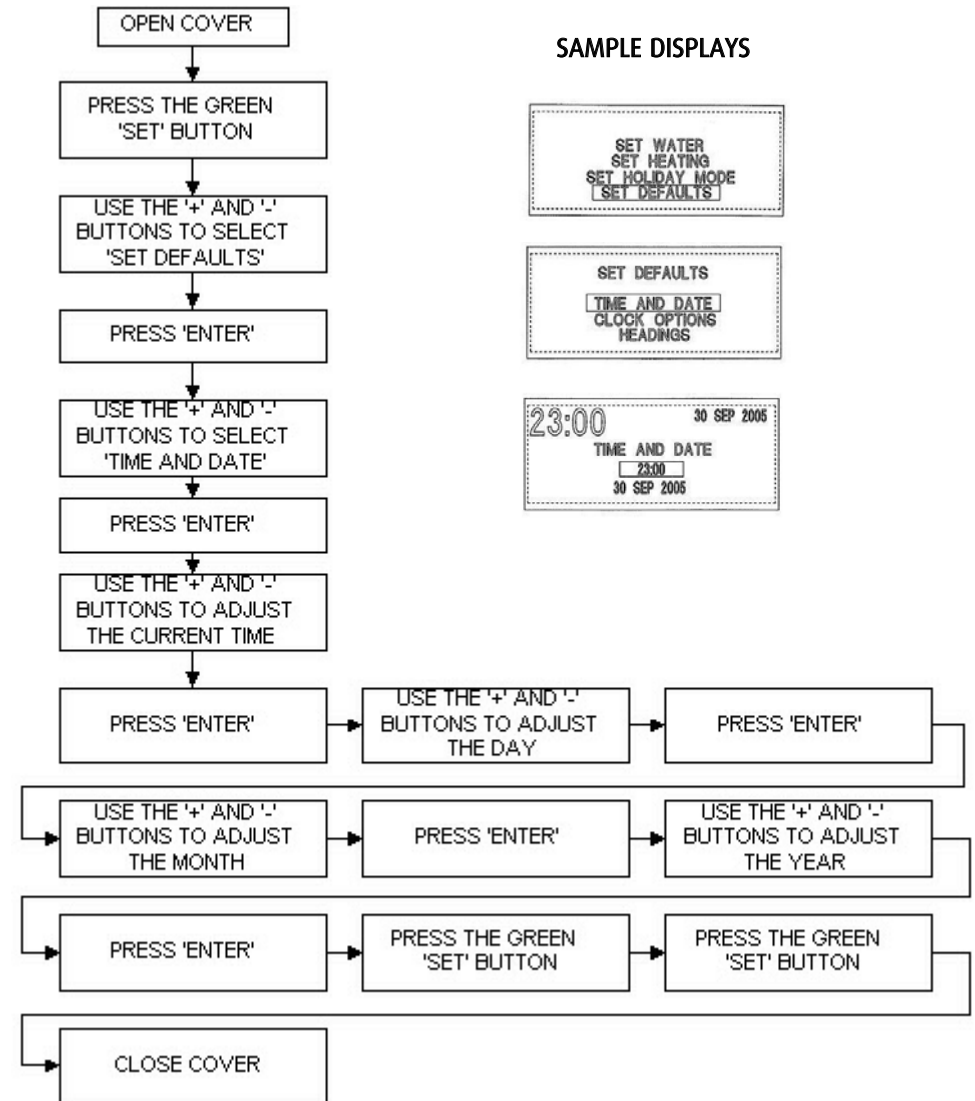 OPEN COVER
PRESS THE GREEN
'SET' BUTTON
USE THE '+' AND '-'
BUTTONS TO SELECT
'SET DEFAULTS'
PRESS 'ENTER'
USE THE '+' AND '-'
BUTTONS TO SELECT
'TIME AND DATE'
PRESS 'ENTER'
USE THE '+' AND '-'
BUTTONS TO ADJUST
THE CURRENT TIME
PRESS 'ENTER'
USE THE '+' AND '-'
BUTTONS TO ADJUST
THE DAY
PRESS 'ENTER'
USE THE '+' AND '-'
BUTTONS TO ADJUST
THE MONTH
PRESS 'ENTER'
USE THE '+' AND '-'
BUTTONS TO ADJUST
THE YEAR
PRESS 'ENTER'
PRESS THE GREEN
'SET' BUTTON
PRESS THE GREEN
'SET' BUTTON
CLOSE COVER
SAMPLE DISPLAYS
SET WATER
SET HEATING
SET HOLIDAY MODE
SET DEFAULTS
SET DEFAULTS
TIME AND DATE
CLOCK OPTIONS
HEADINGS
23:00 30 SEP 2005
TIME AND DATE
23:00
30 SEP 2005